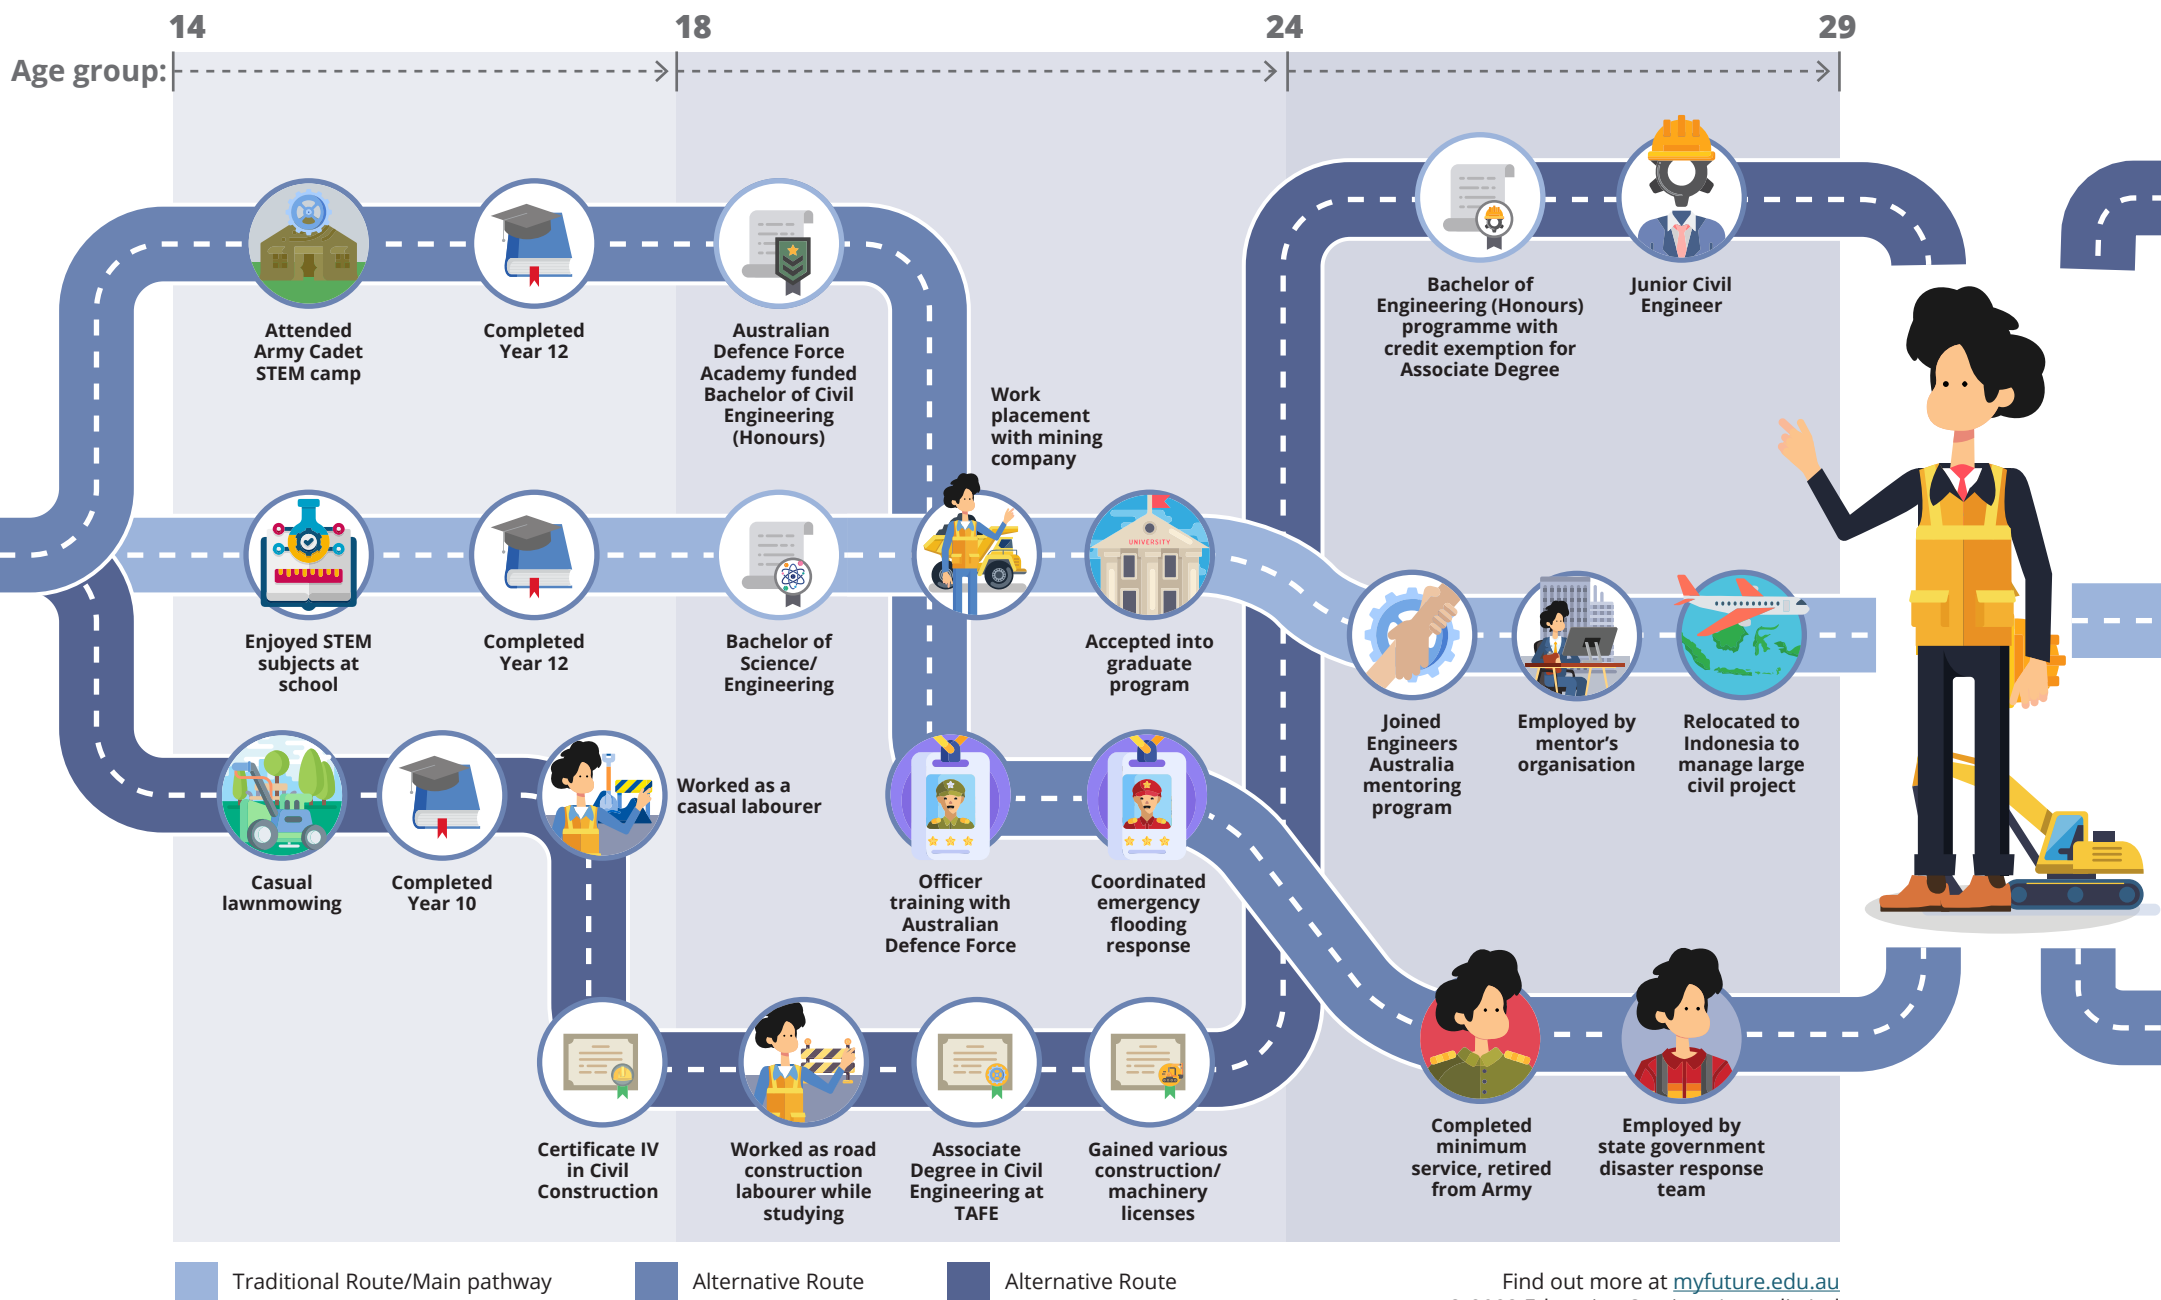 14
18
24
29
Age group:
Attended
Army Cadet
STEM camp
Completed
Year 12
Australian
Defence Force
Academy funded
Bachelor of Civil
Engineering
(Honours)
Bachelor of
Engineering (Honours)
programme with
credit exemption for
Associate Degree
Junior Civil
Engineer
Work
placement
with mining
company
UNIVERSITY
Enjoyed STEM
subjects at
school
Completed
Year 12
Bachelor of
Science/
Engineering
Accepted into
graduate
program
Joined
Engineers
Australia
mentoring
program
Employed by
mentor's
organisation
Relocated to
Indonesia to
manage large
civil project
Worked as a
casual labourer
Casual
lawnmowing
Completed
Year 10
Officer
training with
Australian
Defence Force
Coordinated
emergency
flooding
response
Certificate IV
in Civil
Construction
Worked as road
construction
labourer while
studying
Associate
Degree in Civil
Engineering at
TAFE
Gained various
construction/
machinery
licenses
Completed
minimum
service, retired
from Army
Employed by
state government
disaster response
team
Traditional Route/Main pathway
Alternative Route
Alternative Route
Find out more at myfuture.edu.au